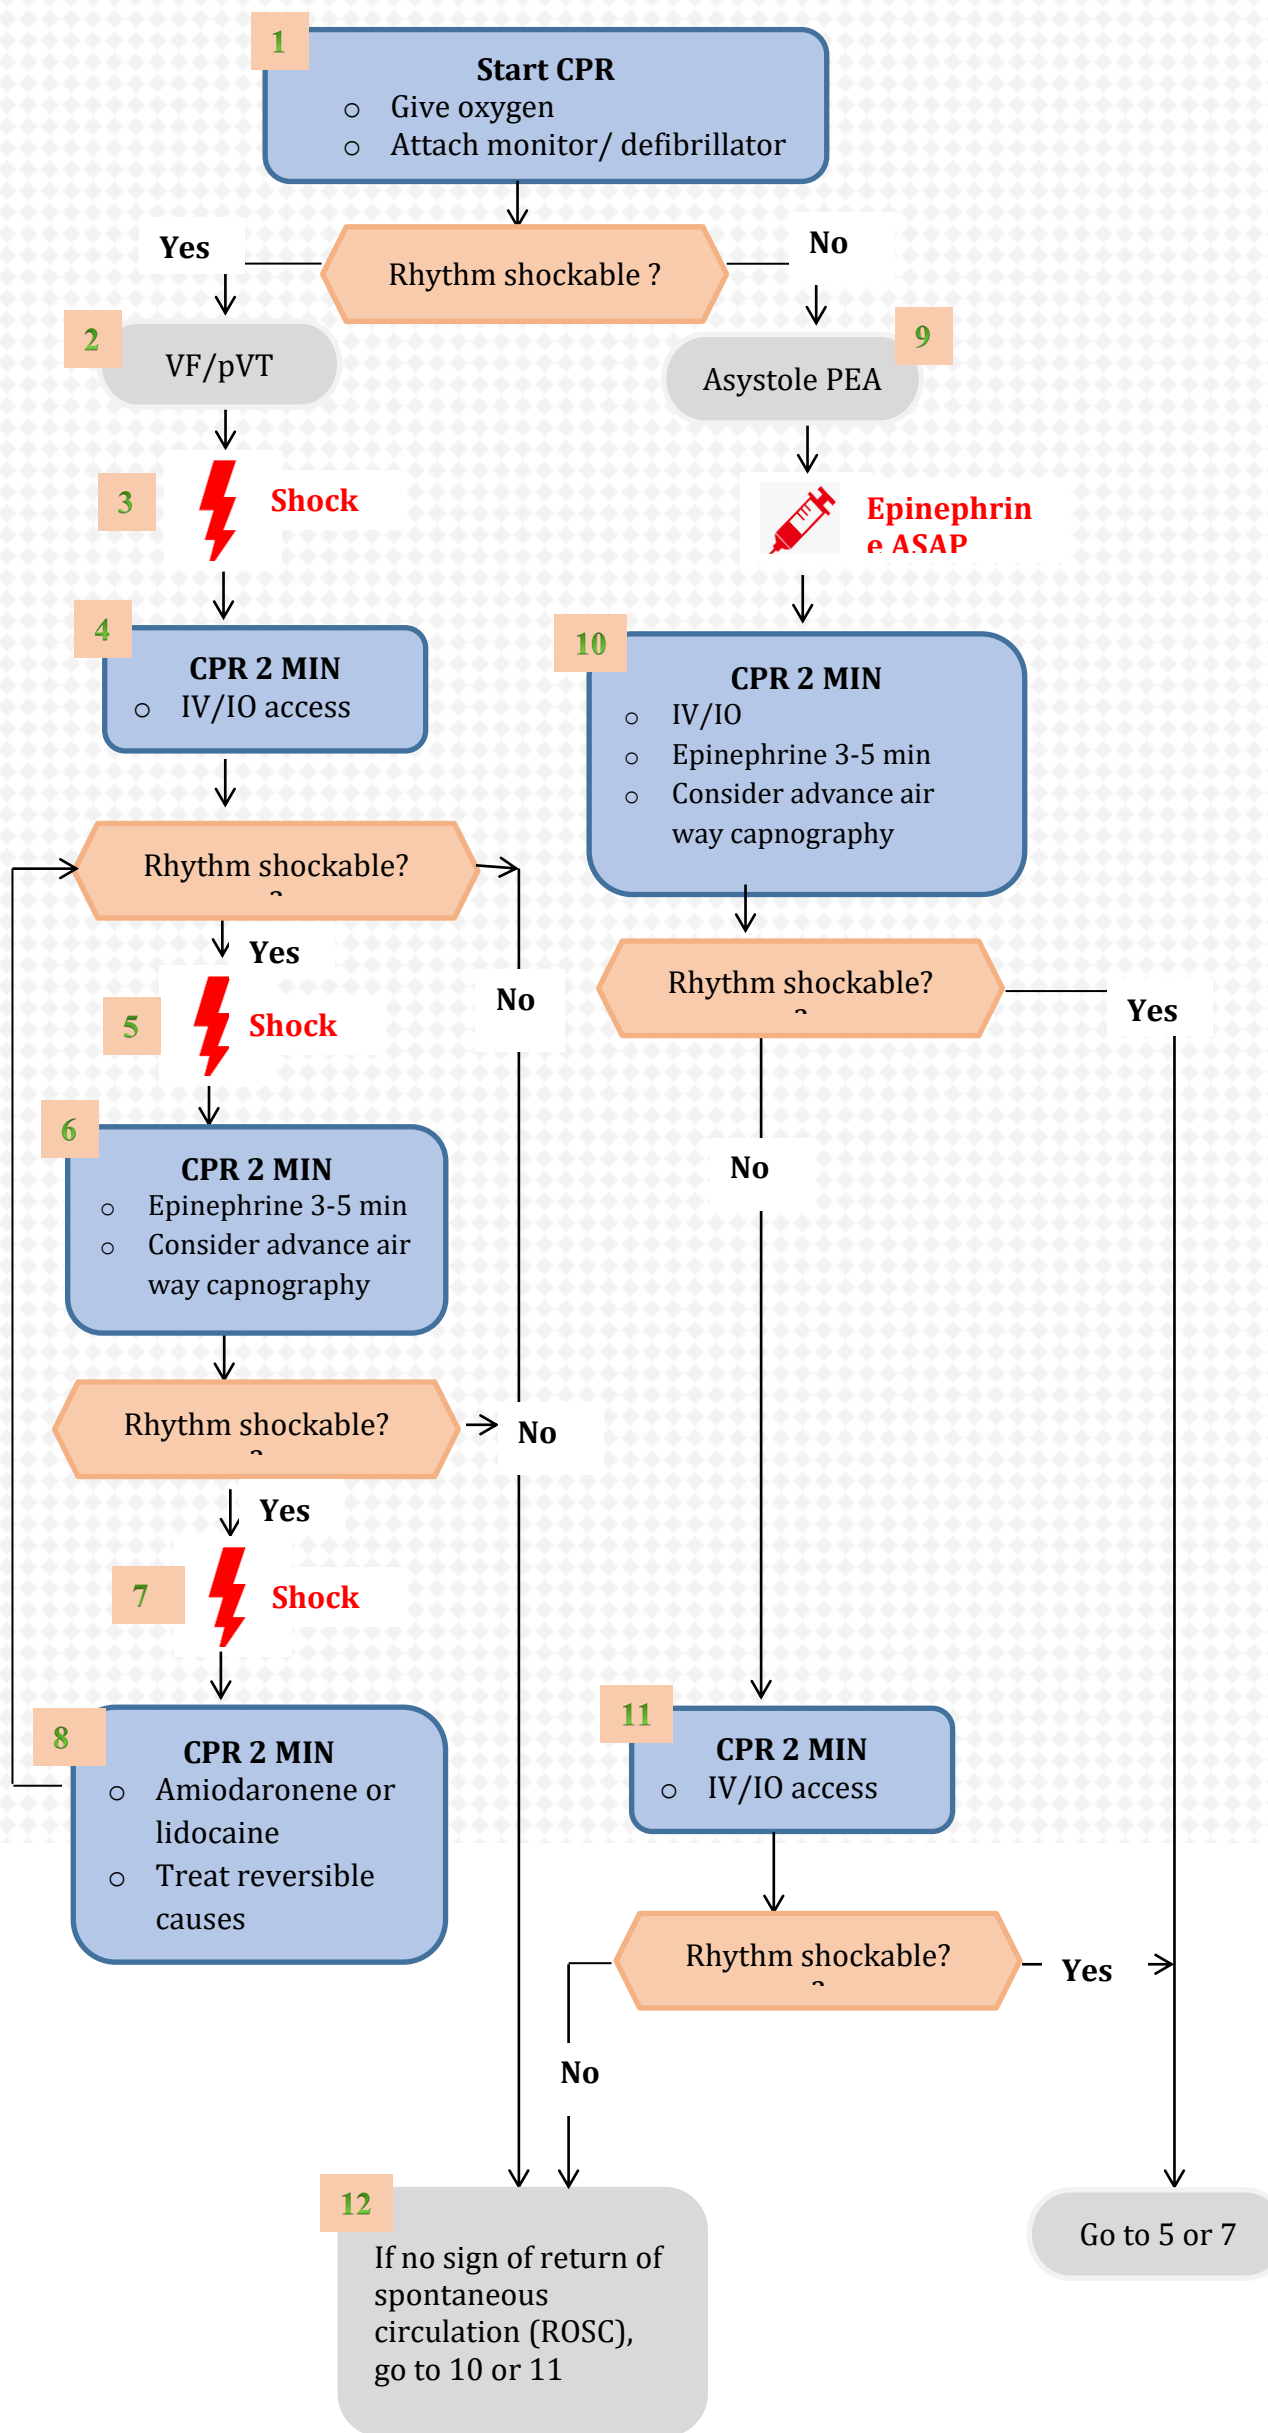 1
Start CPR
o Give oxygen
o Attach monitor/ defibrillator
Rhythm shockable ?
Yes
No
2
VF/pVT
9
Asystole PEA
3
Shock
Epinephrin
e ASAP
4
CPR 2 MIN
o IV/IO access
10
CPR 2 MIN
o IV/IO
o Epinephrine 3-5 min
o Consider advance air
way capnography
Rhythm shockable?
?
Yes
No
5
Shock
Rhythm shockable?
?
Yes
No
6
CPR 2 MIN
o Epinephrine 3-5 min
o Consider advance air
way capnography
Rhythm shockable?
?
No
Yes
7
Shock
8
CPR 2 MIN
o Amiodaronene or
lidocaine
o Treat reversible
causes
11
CPR 2 MIN
o IV/IO access
Rhythm shockable?
?
Yes
No
12
If no sign of return of
spontaneous
circulation (ROSC),
go to 10 or 11
Go to 5 or 7